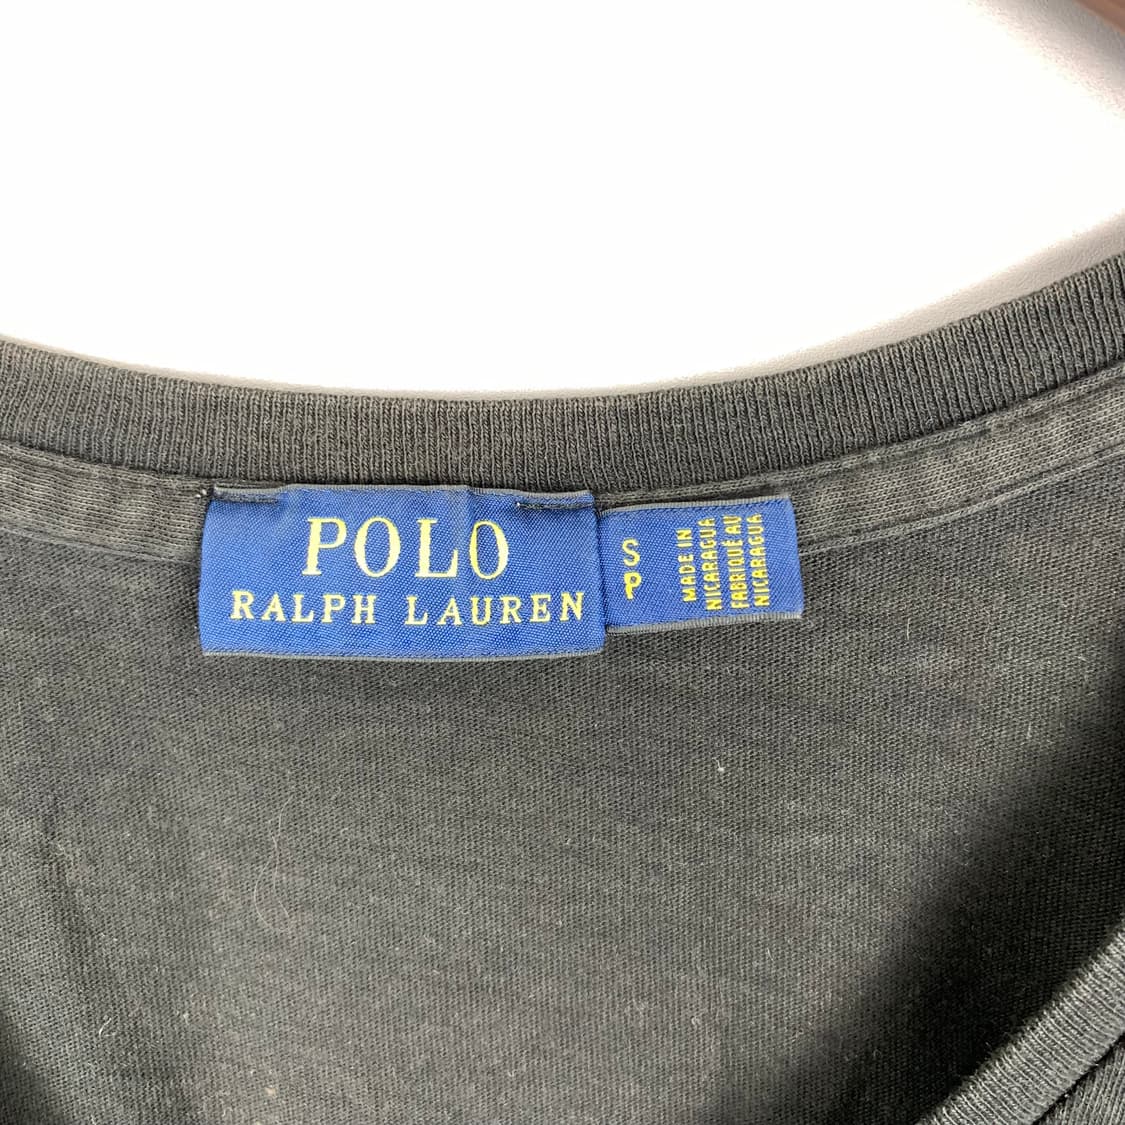 POLO
RALPH LAUREN
S
P
MADE IN
NICARAGUA
FABRIQUÉ AU
NICARAGUA